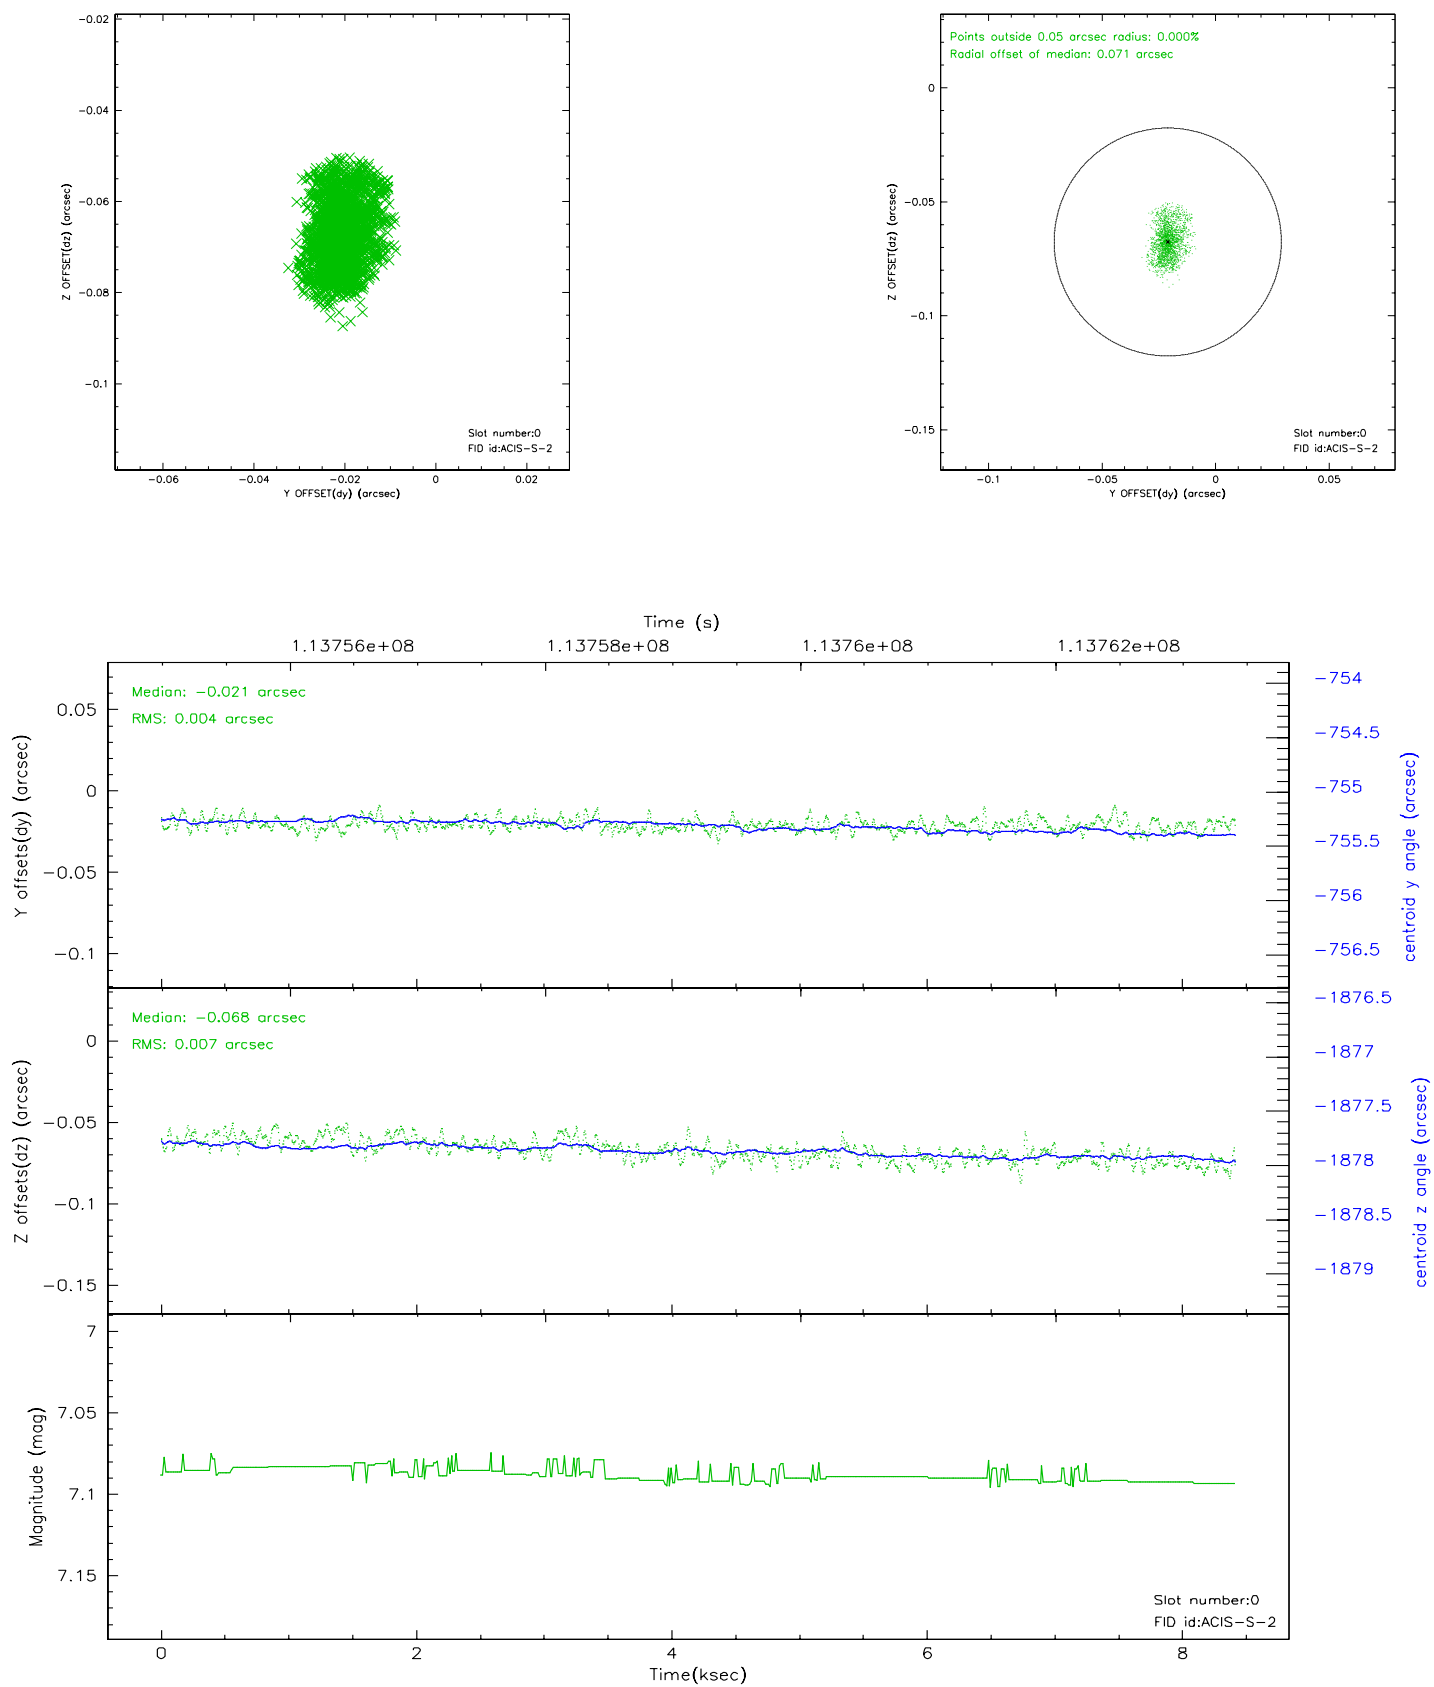 -0.02
-0.04
-0.06
-0.08
-0.1
Z OFFSET(dz) (arcsec)
Slot number:0
FID id:ACIS-S-2
-0.06 -0.04 -0.02 0 0.02
Y OFFSET(dy) (arcsec)
Points outside 0.05 arcsec radius: 0.000%
Radial offset of median: 0.071 arcsec
0
-0.05
-0.1
-0.15
Z OFFSET(dz) (arcsec)
Slot number:0
FID id:ACIS-S-2
-0.1 -0.05 0 0.05
Y OFFSET(dy) (arcsec)
Time (s)
1.13756e+08 1.13758e+08 1.1376e+08 1.13762e+08
Median: -0.021 arcsec
RMS: 0.004 arcsec
0.05
0
-0.05
-0.1
Y offsets(dy) (arcsec)
-754
-754.5
-755
-755.5
-756
-756.5
centroid y angle (arcsec)
Median: -0.068 arcsec
RMS: 0.007 arcsec
0
-0.05
-0.1
-0.15
Z offsets(dz) (arcsec)
-1876.5
-1877
-1877.5
-1878
-1878.5
-1879
centroid z angle (arcsec)
7
7.05
7.1
7.15
Magnitude (mag)
Slot number:0
FID id:ACIS-S-2
0 2 4 6 8
Time(ksec)